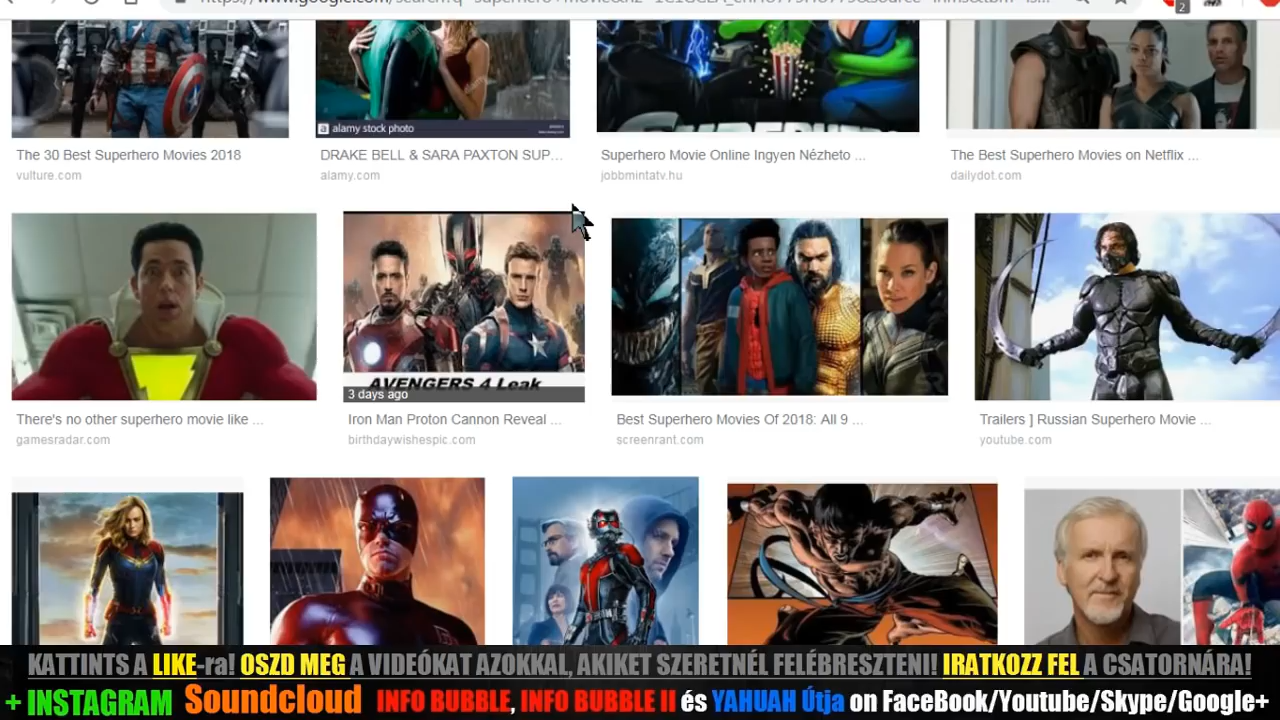 2
alamy stock photo
The 30 Best Superhero Movies 2018
DRAKE BELL & SARA PAXTON SUP...
Superhero Movie Online Ingyen Nézheto ...
The Best Superhero Movies on Netflix ...
vulture.com
alamy.com
jobbmintatv.hu
dailydot.com
AVENGERS 4 Leak
3 days ago
There's no other superhero movie like ...
Iron Man Proton Cannon Reveal ...
Best Superhero Movies Of 2018: All 9 ...
Trailers ] Russian Superhero Movie ...
gamesradar.com
birthdaywishespic.com
screenrant.com
youtube.com
KATTINTS A LIKE-ra! OSZD MEG A VIDEÓKAT AZOKKAL, AKIKET SZERETNÉL FELÉBRESZTENI! IRATKOZZ FEL A CSATORNÁRA!
+ INSTAGRAM Soundcloud INFO BUBBLE, INFO BUBBLE II és YAHUAH Útja on FaceBook/Youtube/Skype/Google+